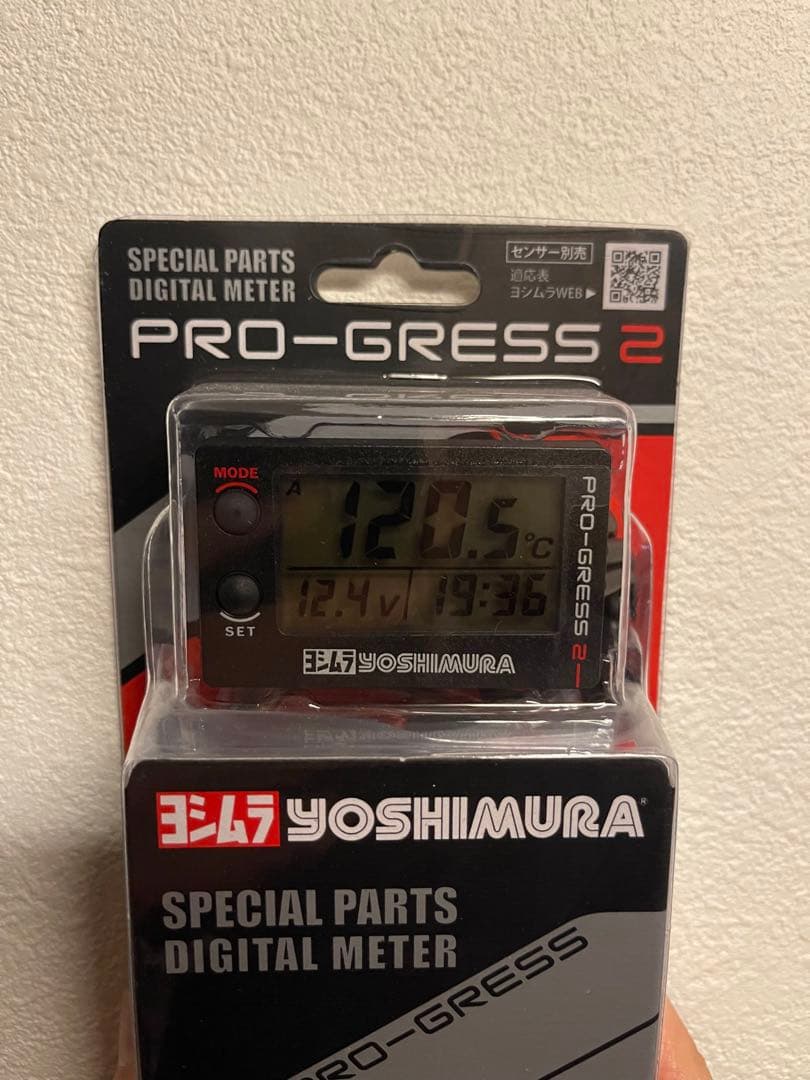 SPECIAL PARTS
DIGITAL METER
センサー別売
適応表
ヨシムラWEB▶
PRO-GRESS 2
MODE
A
120.5°C
12.4V
19:36
SET
PRO-GRESS 2
ヨシムラ YOSHIMURA
ヨシムラ YOSHIMURA®
SPECIAL PARTS
DIGITAL METER
PRO-GRESS